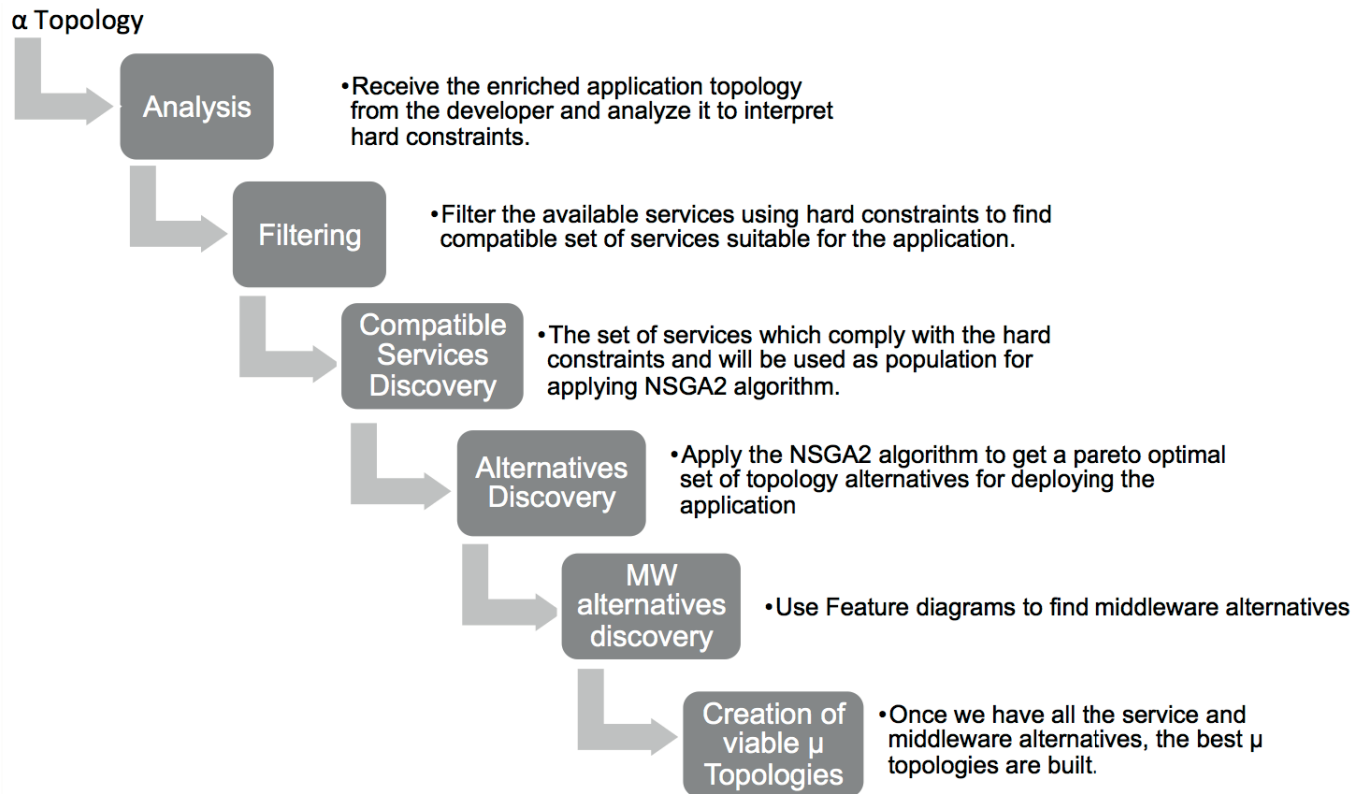 α Topology
Analysis
•Receive the enriched application topology
from the developer and analyze it to interpret
hard constraints.
Filtering
•Filter the available services using hard constraints to find
compatible set of services suitable for the application.
Compatible
Services
Discovery
•The set of services which comply with the hard
constraints and will be used as population for
applying NSGA2 algorithm.
Alternatives
Discovery
•Apply the NSGA2 algorithm to get a pareto optimal
set of topology alternatives for deploying the
application
MW
alternatives
discovery
•Use Feature diagrams to find middleware alternatives
Creation of
viable μ
Topologies
•Once we have all the service and
middleware alternatives, the best μ
topologies are built.